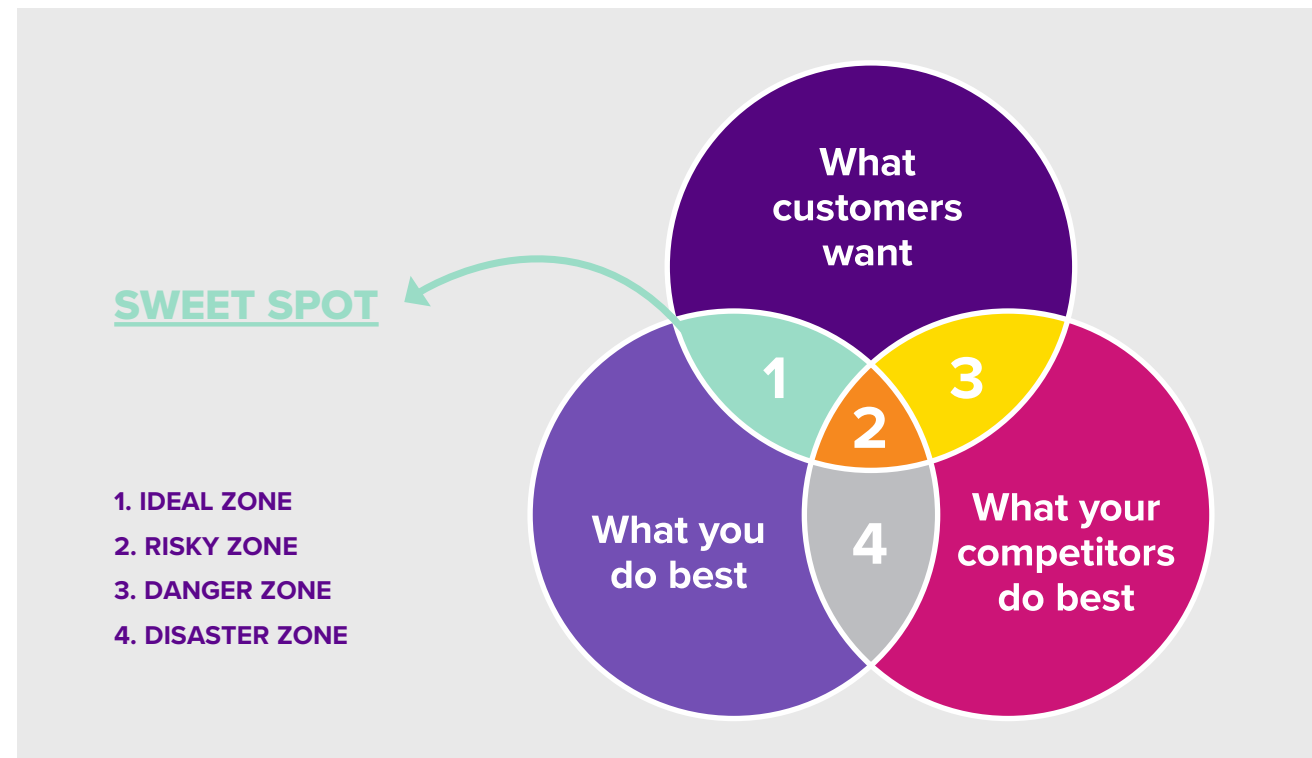 What
customers
want
SWEET SPOT
1
3
2
1. IDEAL ZONE
2. RISKY ZONE
3. DANGER ZONE
4. DISASTER ZONE
What you
do best
4
What your
competitors
do best